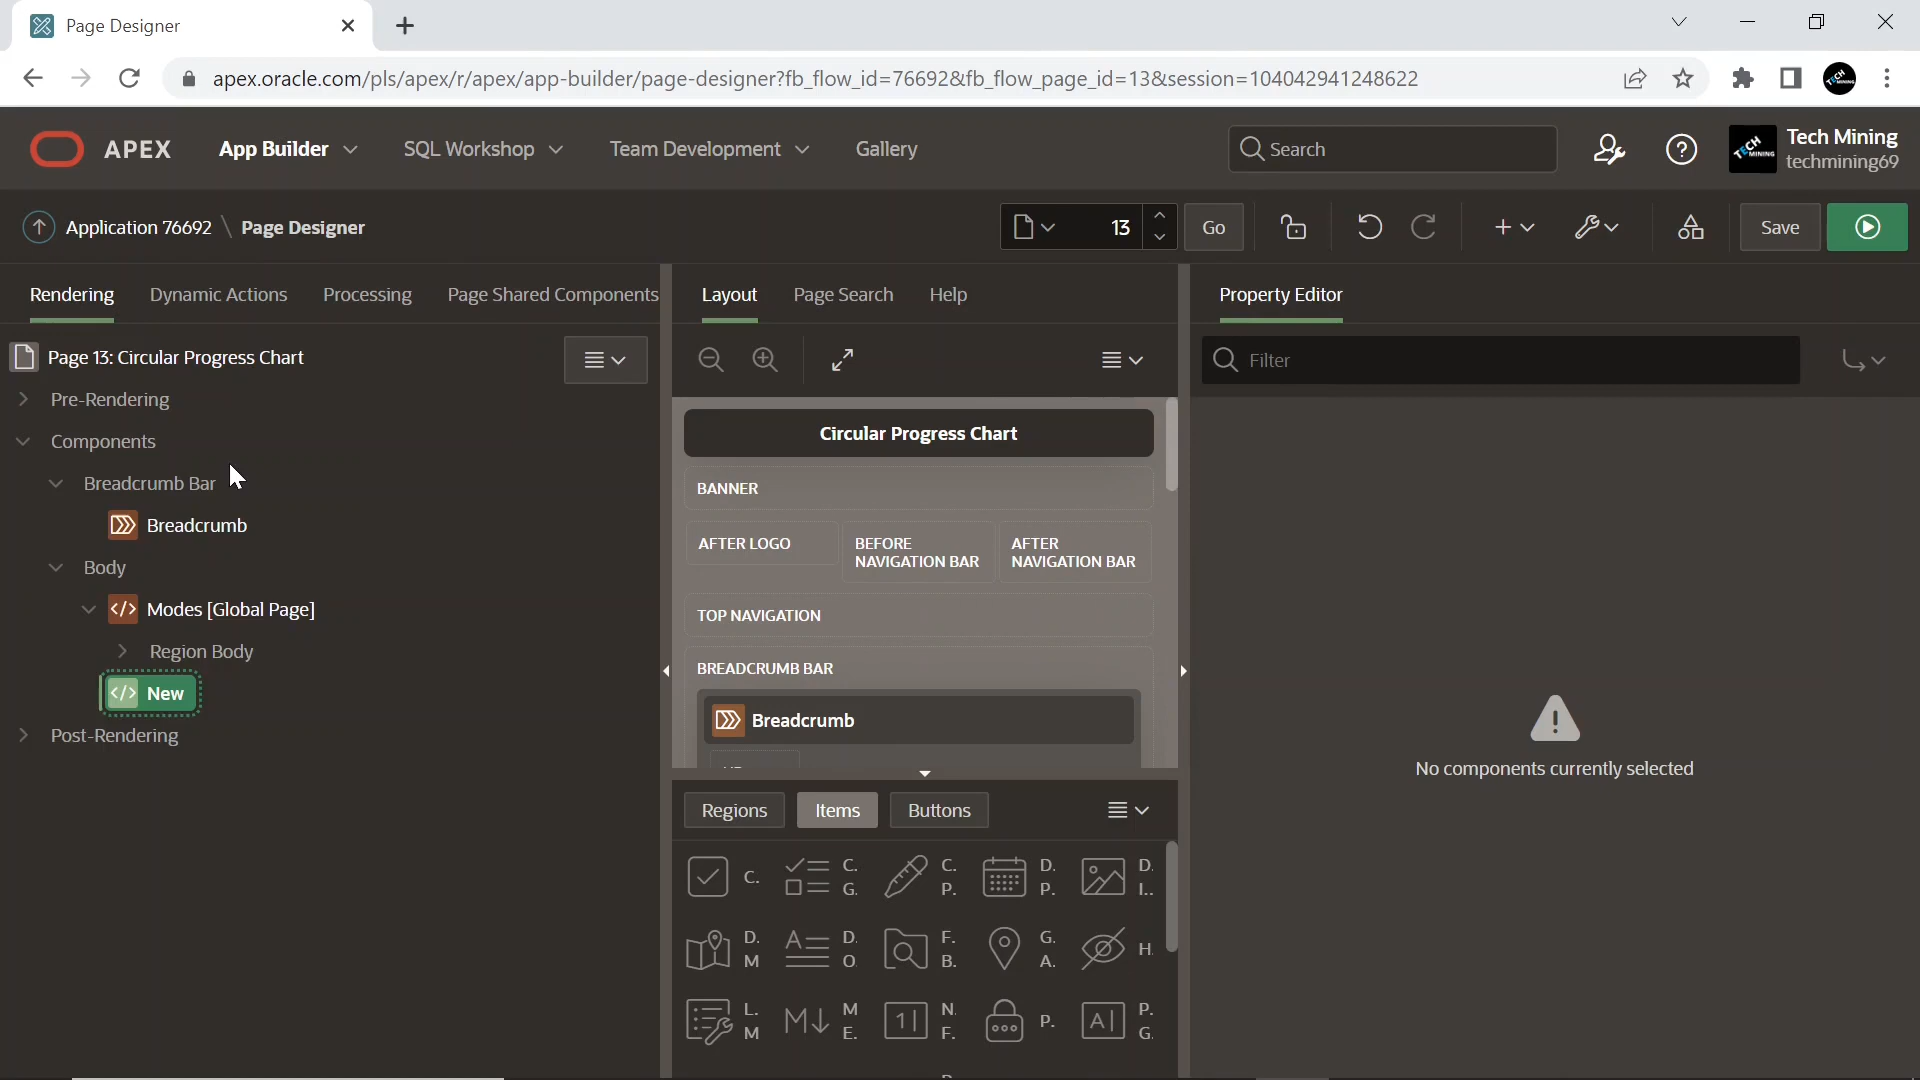 Page Designer
apex.oracle.com/pls/apex/r/apex/app-builder/page-designer?fb_flow_id=76692&fb_flow_page_id=13&session=104042941248622
TECH MINING
APEX
App Builder
SQL Workshop
Team Development
Gallery
Search
TECH MINING
Tech Mining
techmining69
Application 76692 \ Page Designer
13
Go
Save
Rendering
Dynamic Actions
Processing
Page Shared Components
Layout
Page Search
Help
Property Editor
Page 13: Circular Progress Chart
Filter
Pre-Rendering
Components
Breadcrumb Bar
Breadcrumb
Body
Modes [Global Page]
Region Body
New
Post-Rendering
Circular Progress Chart
BANNER
AFTER LOGO
BEFORE
NAVIGATION BAR
AFTER
NAVIGATION BAR
TOP NAVIGATION
BREADCRUMB BAR
Breadcrumb
No components currently selected
Regions
Items
Buttons
C.
C.
G.
C.
P.
D.
P.
D.
I..
D.
M
D.
O
F.
B.
G.
A.
H.
L.
M
M
E.
N.
F.
P.
P.
G.